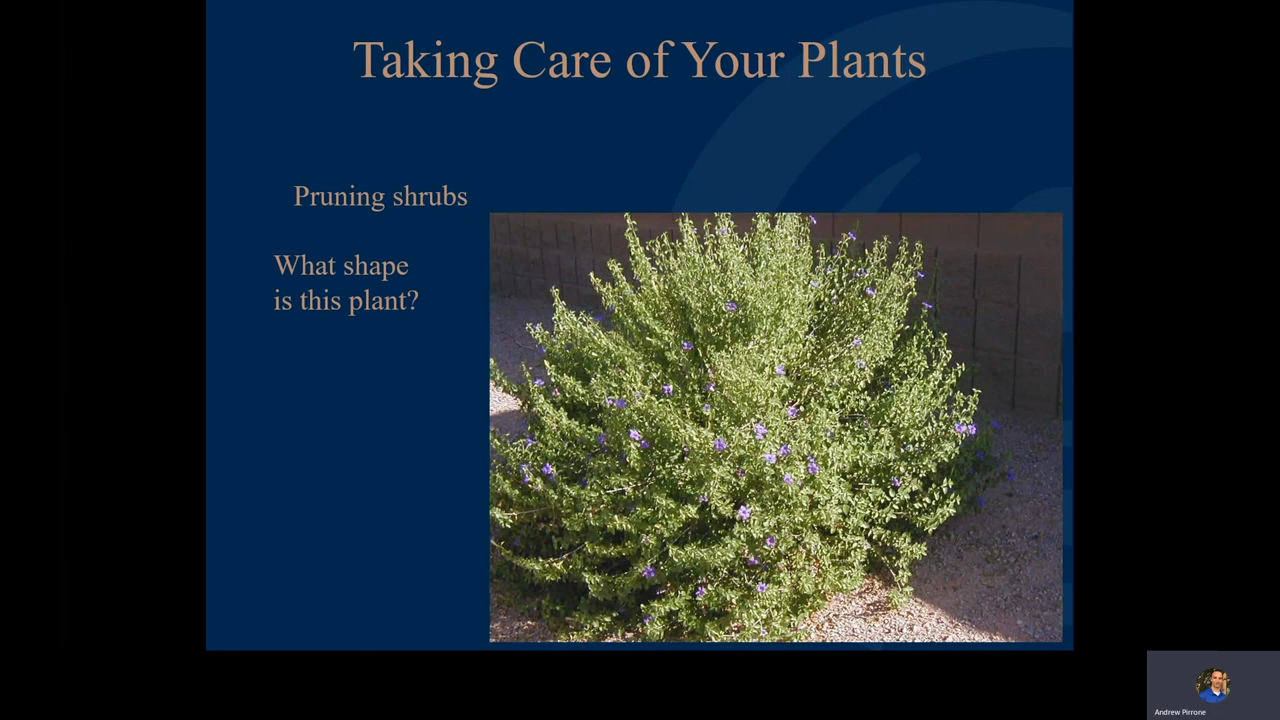 Taking Care of Your Plants
Pruning shrubs
What shape
is this plant?
Andrew Pirrone